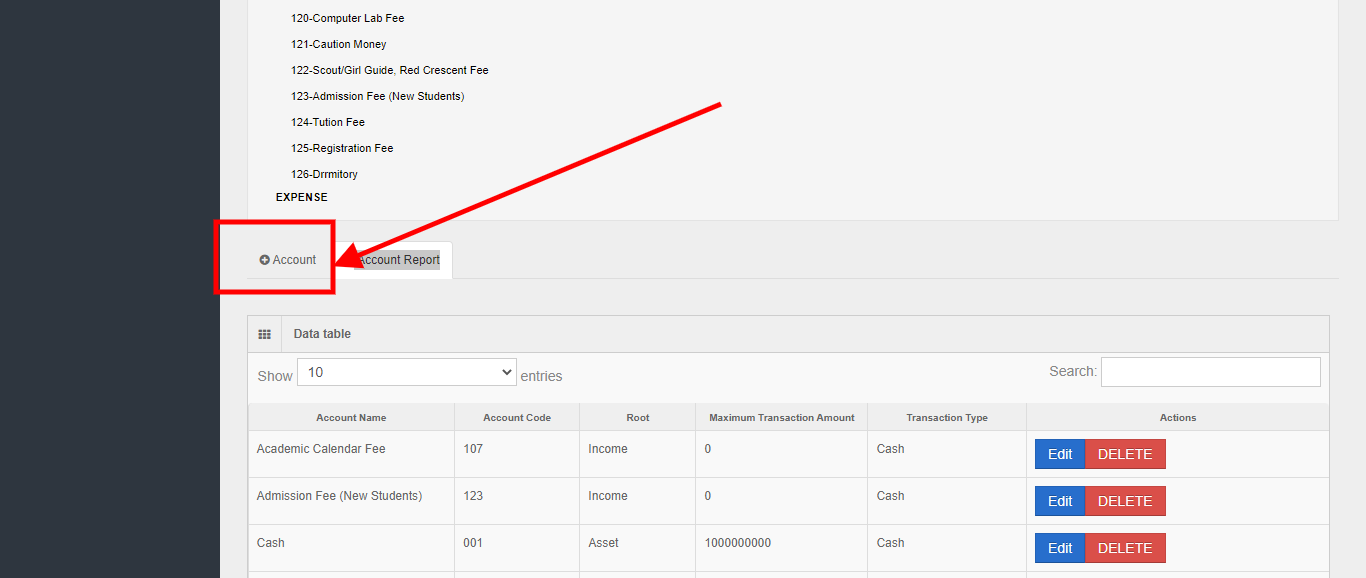 120-Computer Lab Fee
121-Caution Money
122-Scout/Girl Guide, Red Crescent Fee
123-Admission Fee (New Students)
124-Tution Fee
125-Registration Fee
126-Drrmitory
EXPENSE
Account Account Report
Data table
Show 10 entries Search:
Account Name Account Code Root Maximum Transaction Amount Transaction Type Actions
Academic Calendar Fee 107 Income 0 Cash Edit DELETE
Admission Fee (New Students) 123 Income 0 Cash Edit DELETE
Cash 001 Asset 1000000000 Cash Edit DELETE